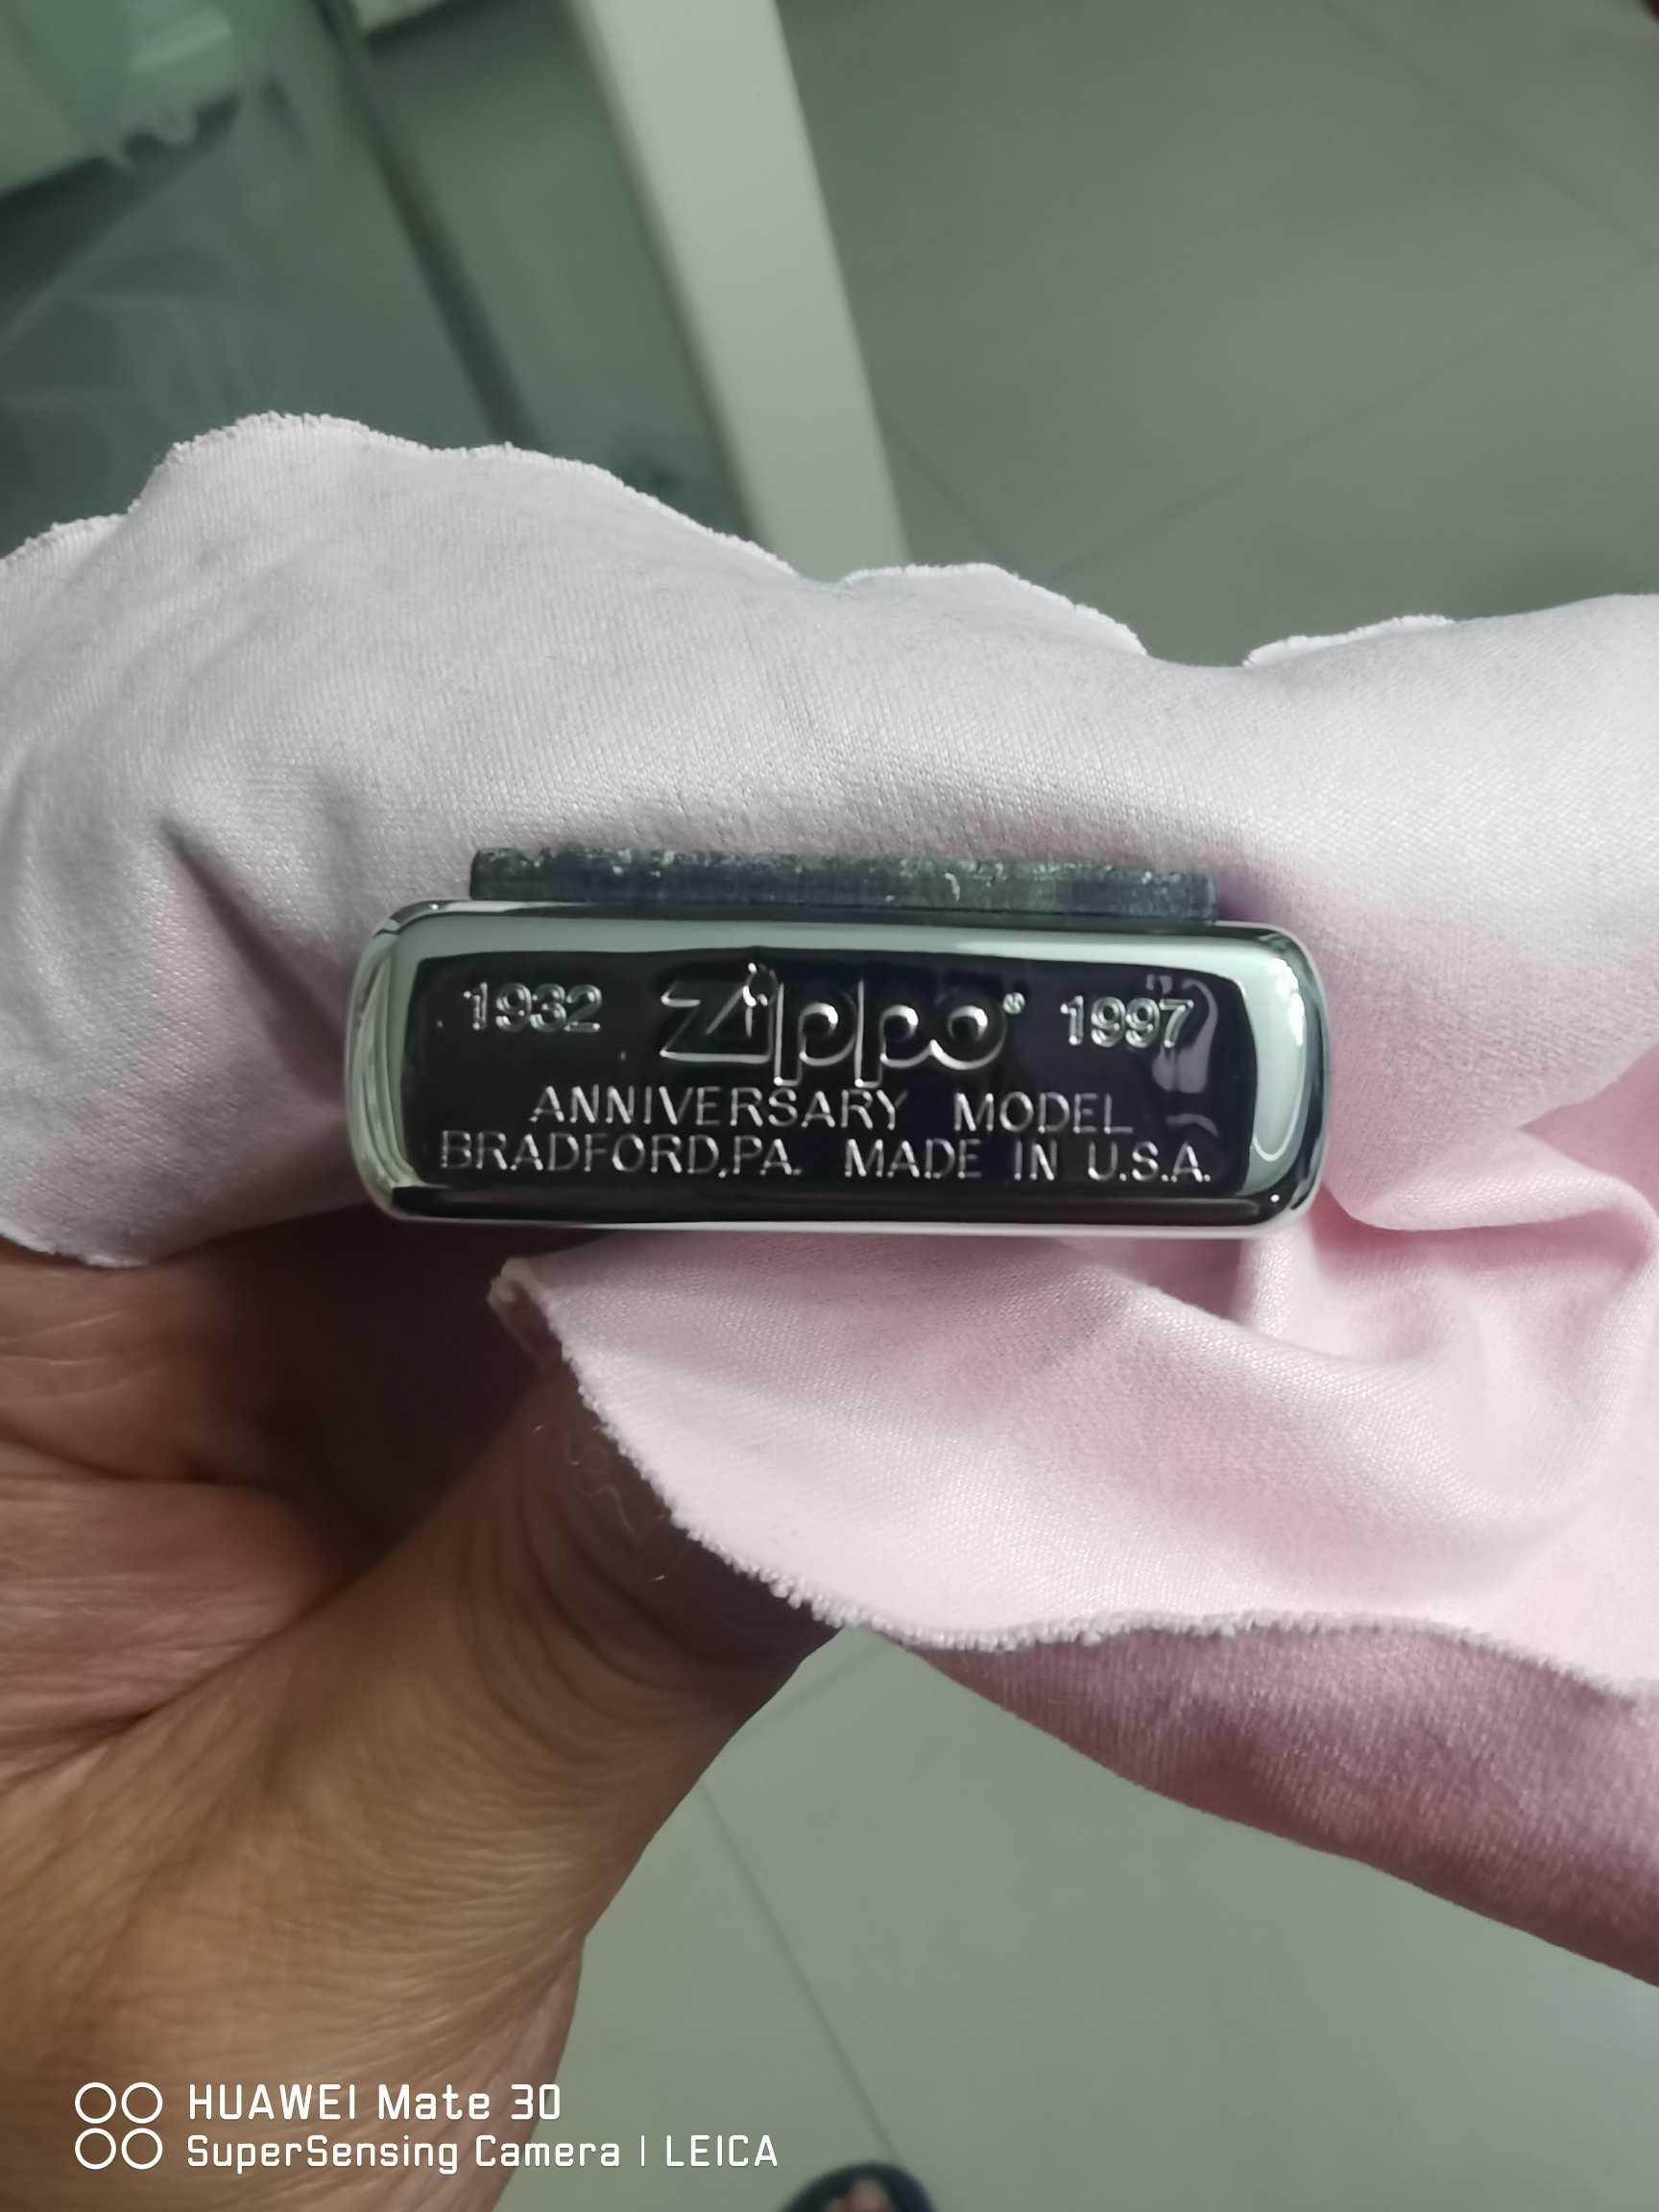 1932 Zippo® 1997
ANNIVERSARY MODEL
BRADFORD,PA. MADE IN U.S.A.
HUAWEI Mate 30
SuperSensing Camera | LEICA